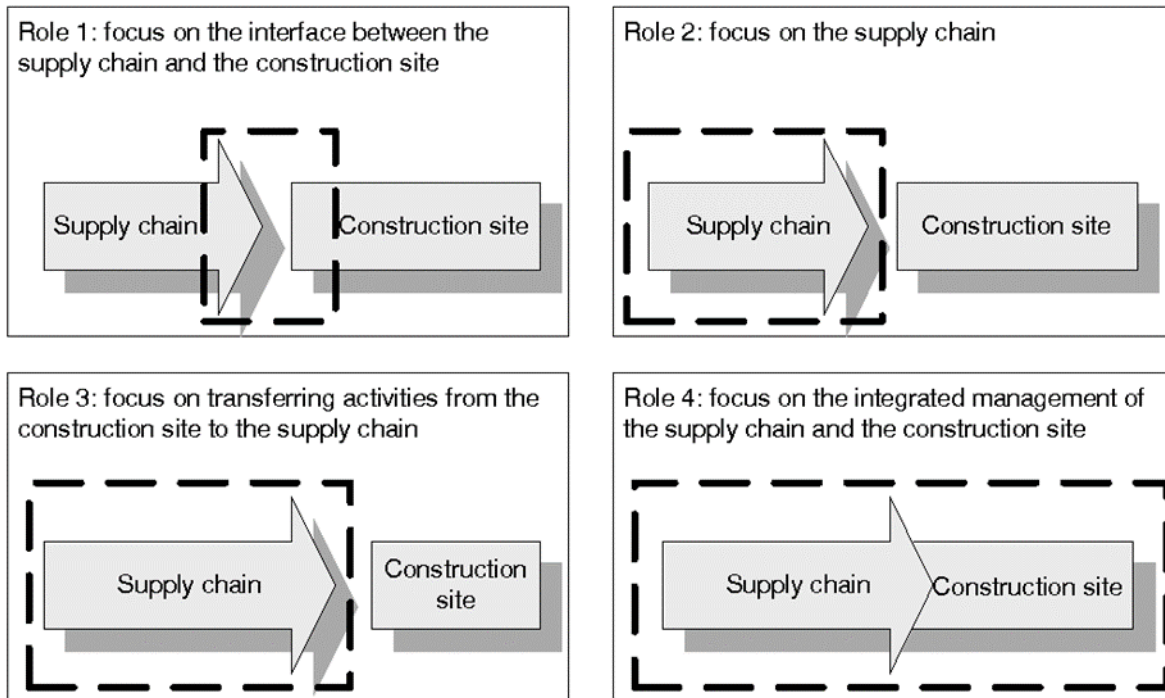 Role 1: focus on the interface between the
supply chain and the construction site
Supply chain
Construction site
Role 2: focus on the supply chain
Supply chain
Construction site
Role 3: focus on transferring activities from the
construction site to the supply chain
Supply chain
Construction
site
Role 4: focus on the integrated management of
the supply chain and the construction site
Supply chain
Construction site